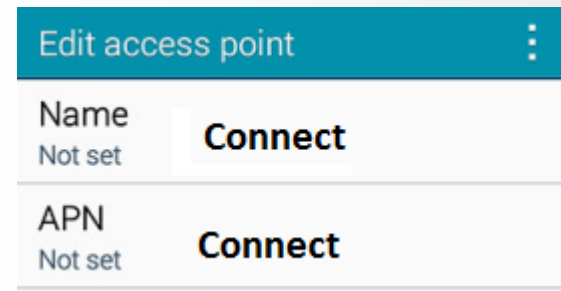 Edit access point
Name
Connect
Not set
APN
Connect
Not set